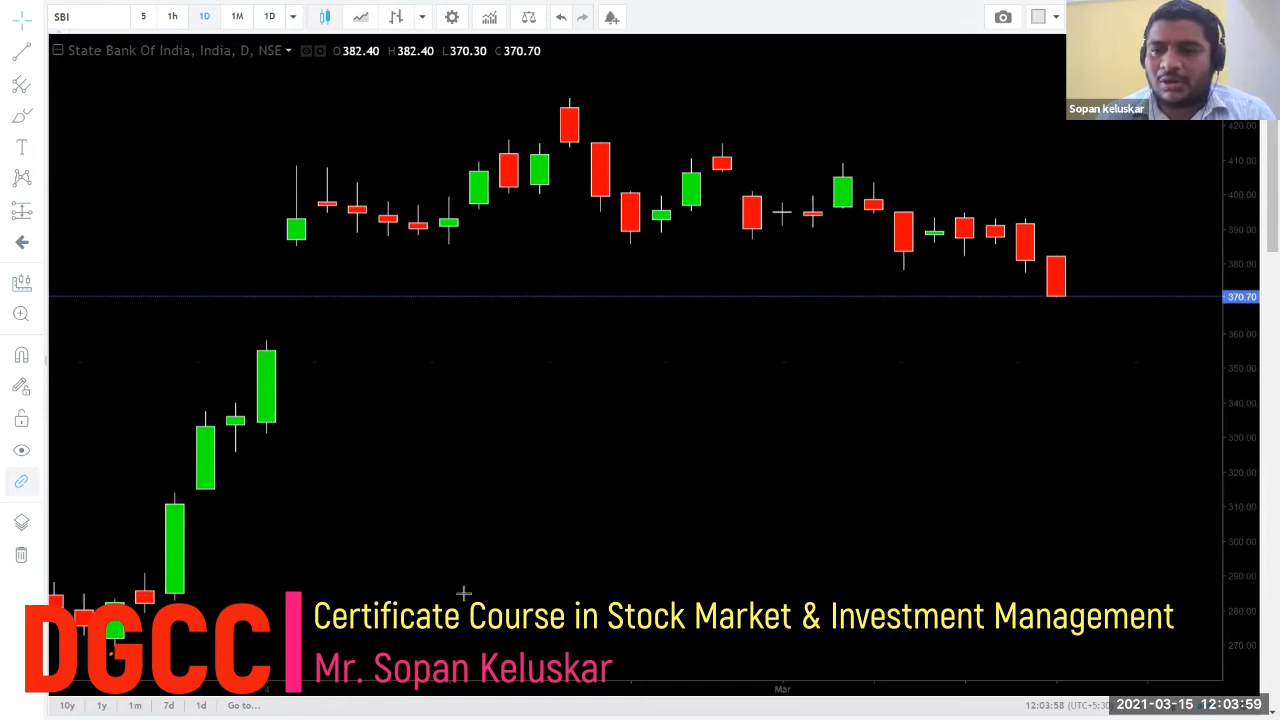 SBI 5 1h 1D 1M 1D
State Bank Of India, India, D, NSE O382.40 H382.40 L370.30 C370.70
Sopan keluskar
420.00
410.00
400.00
390.00
380.00
370.70
360.00
350.00
340.00
330.00
320.00
310.00
300.00
290.00
280.00
270.00
DGCC
Certificate Course in Stock Market & Investment Management
Mr. Sopan Keluskar
4 Mar
10y 1y 1m 7d 1d Go to... 12:03:58 (UTC+5:30)
2021-03-15 12:03:59